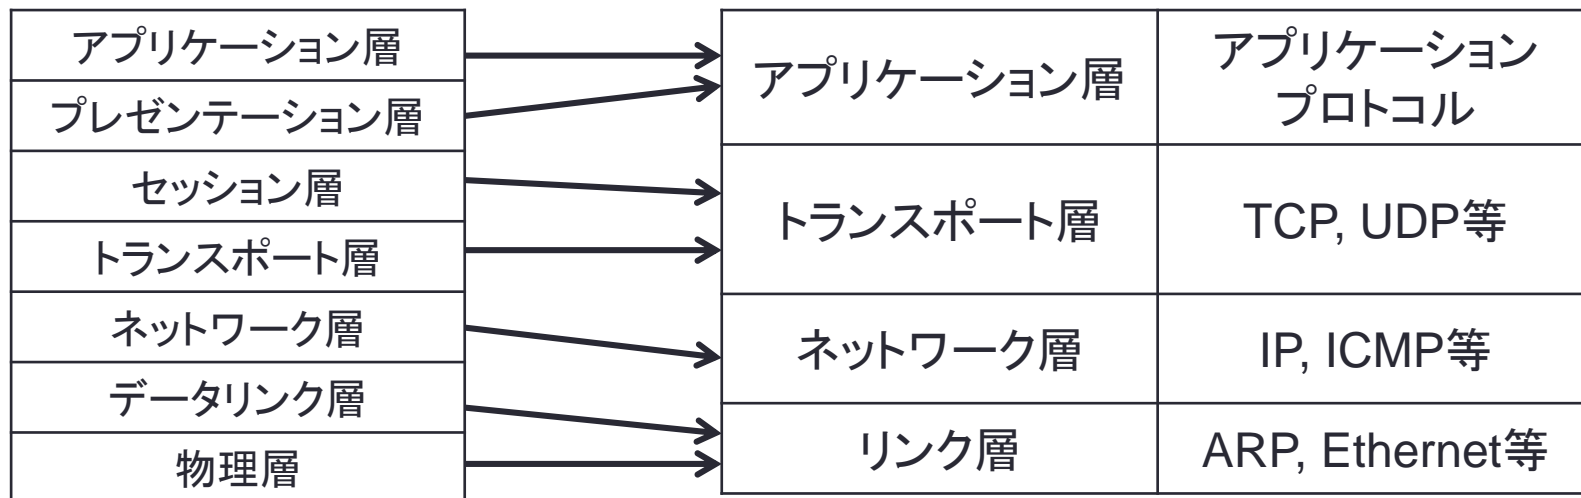 アプリケーション層
プレゼンテーション層
セッション層
トランスポート層
ネットワーク層
データリンク層
物理層
アプリケーション層
アプリケーション
プロトコル
トランスポート層
TCP, UDP等
ネットワーク層
IP, ICMP等
リンク層
ARP, Ethernet等